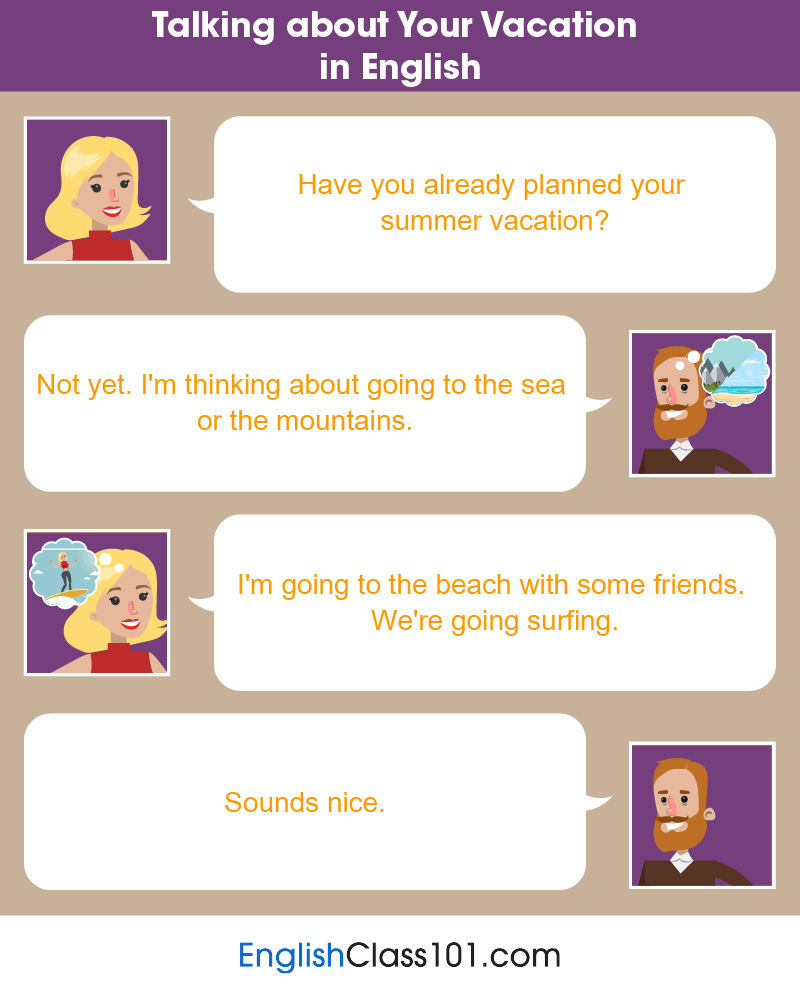 Talking about Your Vacation
in English
Have you already planned your
summer vacation?
Not yet. I'm thinking about going to the sea
or the mountains.
I'm going to the beach with some friends.
We're going surfing.
Sounds nice.
EnglishClass101.com